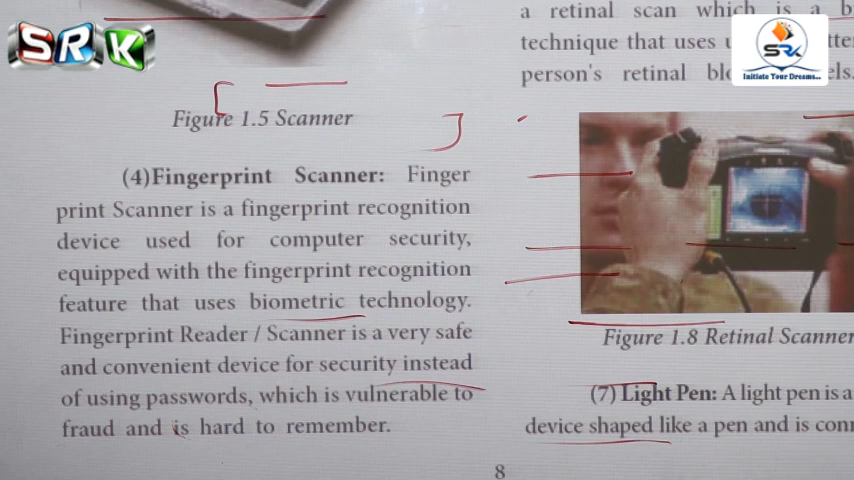 SRK
Figure 1.5 Scanner
(4)Fingerprint Scanner: Finger
print Scanner is a fingerprint recognition
device used for computer security,
equipped with the fingerprint recognition
feature that uses biometric technology.
Fingerprint Reader / Scanner is a very safe
and convenient device for security instead
of using passwords, which is vulnerable to
fraud and is hard to remember.
a retinal scan which is a
technique that uses
person's retinal
SRK
Initiate Your Dreams...
Figure 1.8 Retinal Scanner
(7) Light Pen: A light pen is a
device shaped like a pen and is
8